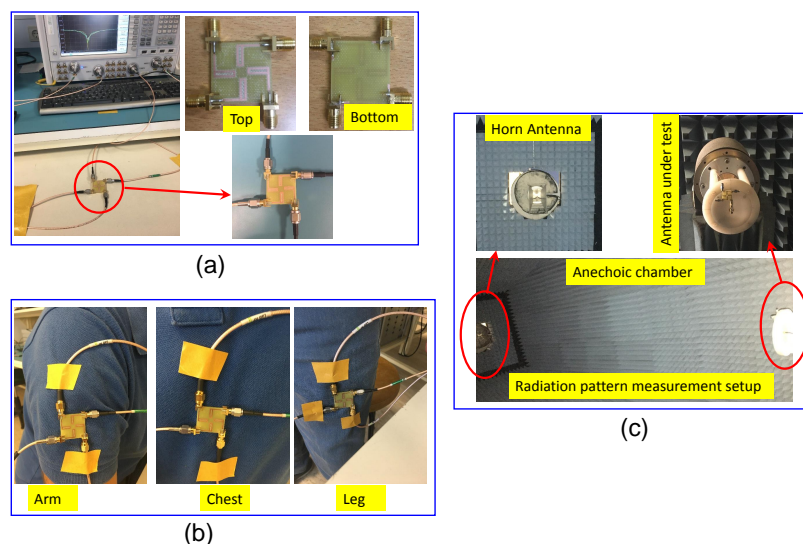 Top
Bottom
(a)
Arm
Chest
Leg
(b)
Horn Antenna
Antenna under test
Anechoic chamber
Radiation pattern measurement setup
(c)